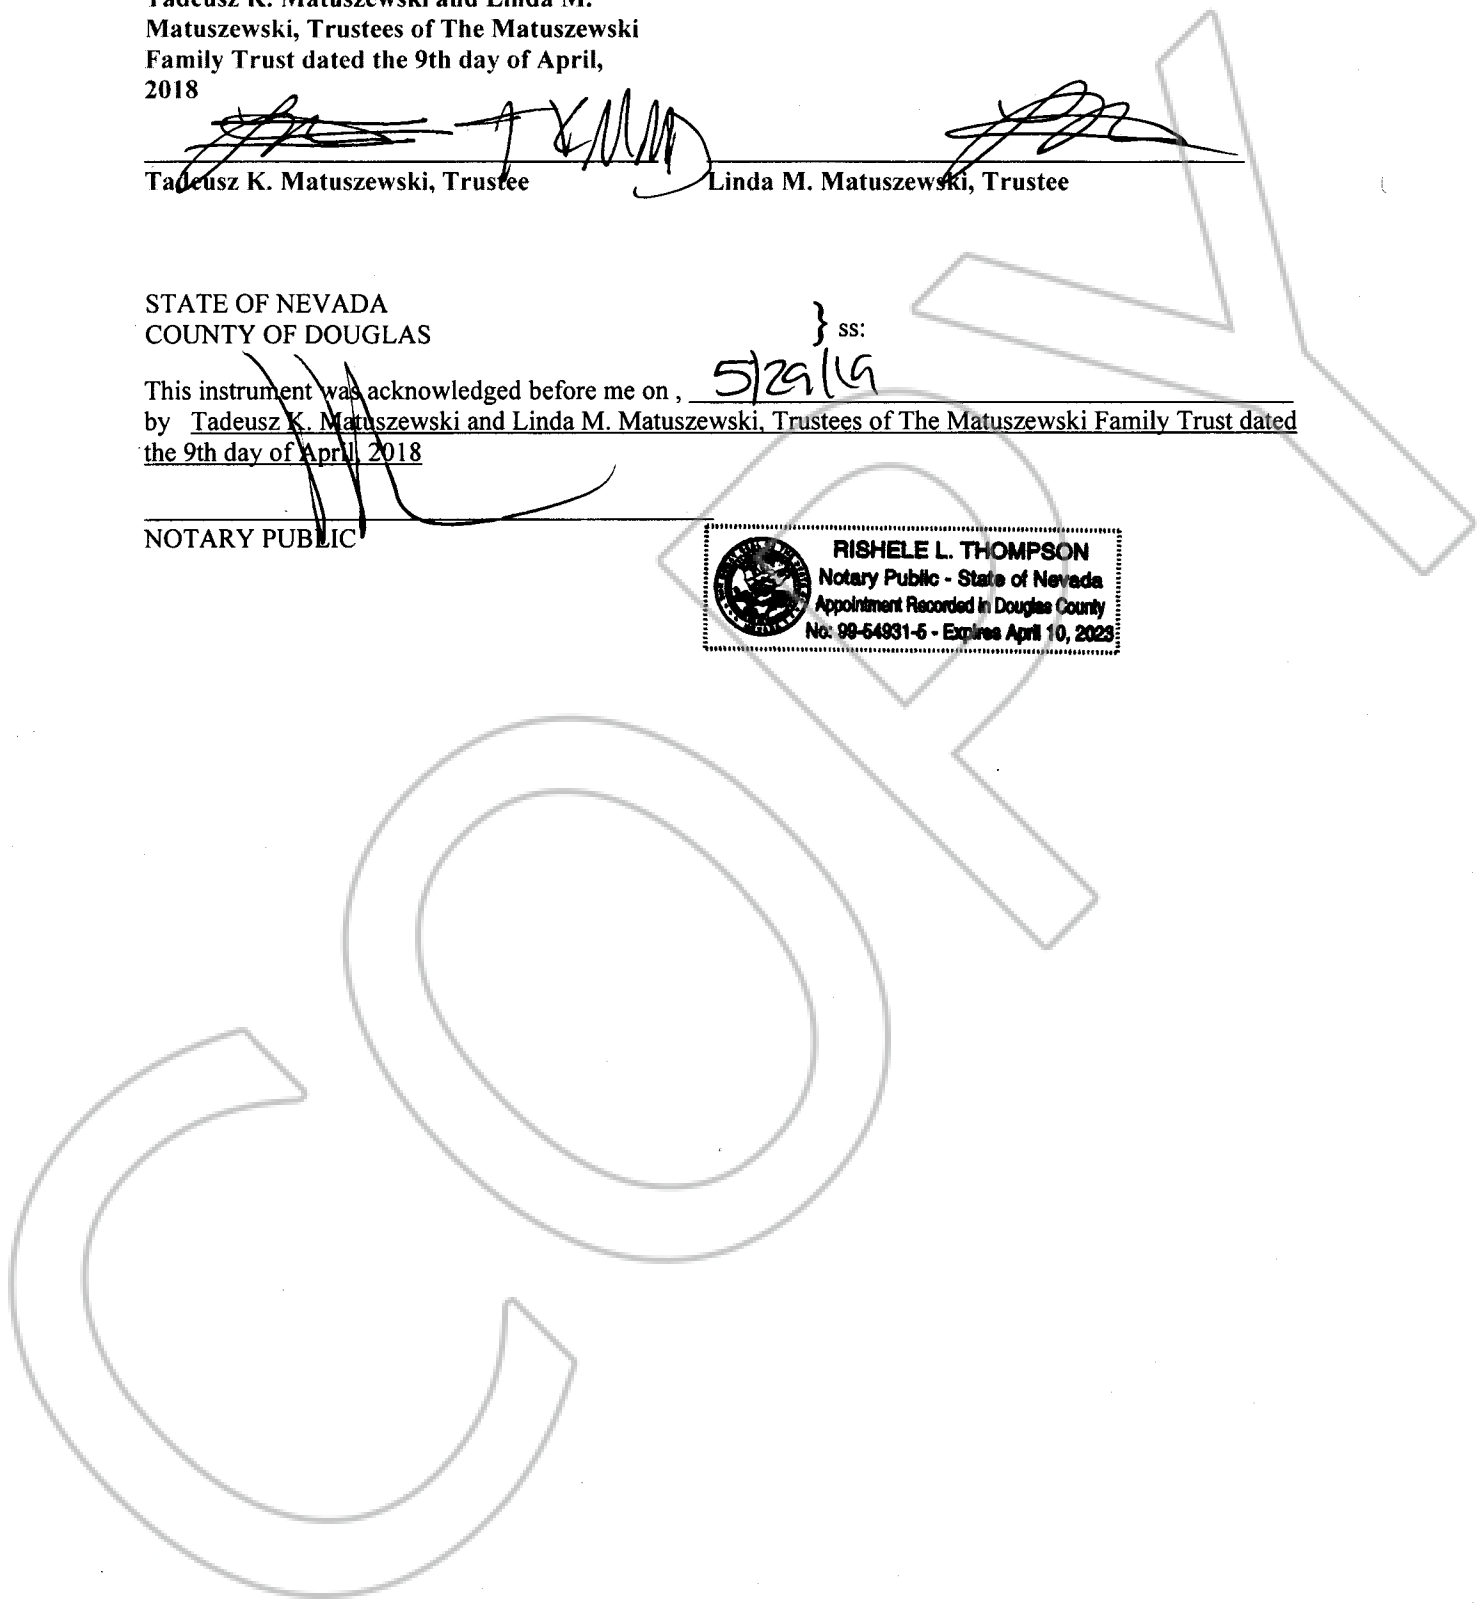 Tadeusz K. Matuszewski and Linda M.
Matuszewski, Trustees of The Matuszewski
Family Trust dated the 9th day of April,
2018
Tadeusz K. Matuszewski, Trustee Linda M. Matuszewski, Trustee
STATE OF NEVADA
COUNTY OF DOUGLAS } ss:
This instrument was acknowledged before me on , 5/29/19
by Tadeusz K. Matuszewski and Linda M. Matuszewski, Trustees of The Matuszewski Family Trust dated
the 9th day of April, 2018
NOTARY PUBLIC
RISHELE L. THOMPSON
Notary Public - State of Nevada
Appointment Recorded in Douglas County
No: 99-54931-5 - Expires April 10, 2023
COPY